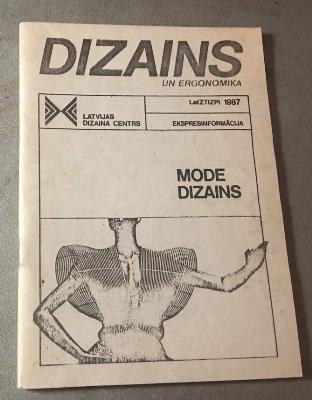 DIZAINS
UN ERGONOMIKA
LatZTIZPI 1987
LATVIJAS
DIZAINA CENTRS
EKSPRESINFORMĀCIJA
MODE
DIZAINS